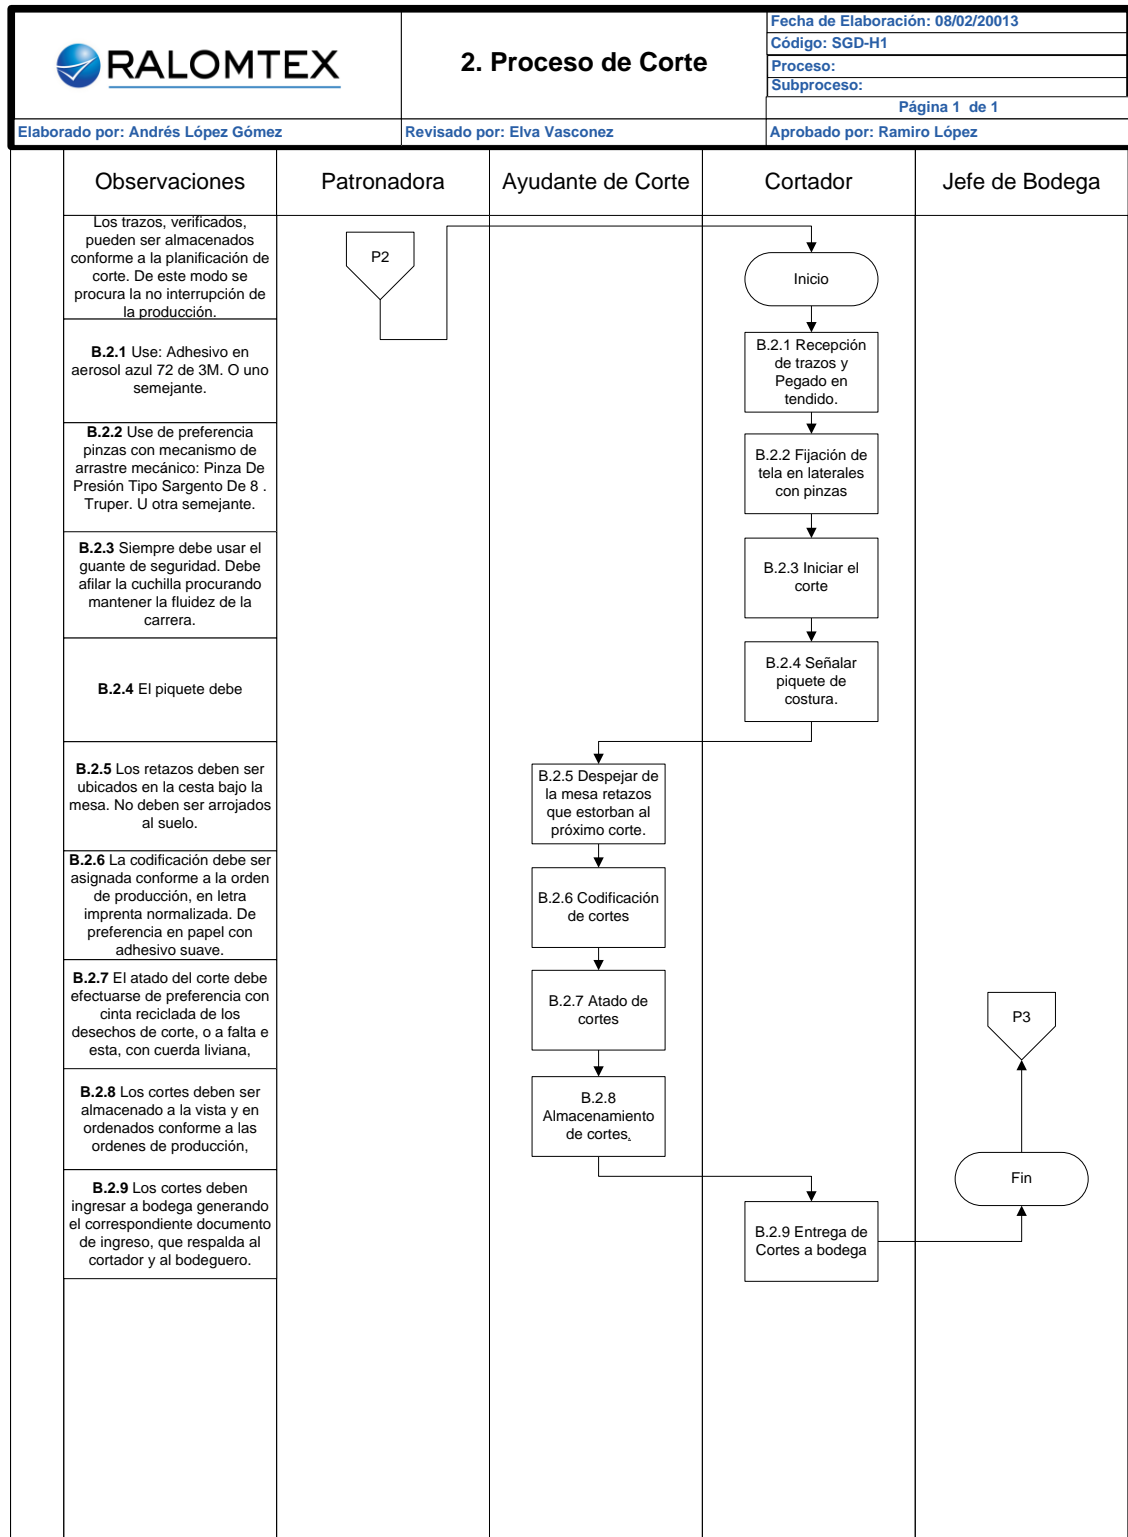 RALOMTEX
2. Proceso de Corte
Fecha de Elaboración: 08/02/20013
Código: SGD-H1
Proceso:
Subproceso:
Página 1 de 1
Elaborado por: Andrés López Gómez
Revisado por: Elva Vasconez
Aprobado por: Ramiro López
Observaciones
Patronadora
Ayudante de Corte
Cortador
Jefe de Bodega
Los trazos, verificados,
pueden ser almacenados
conforme a la planificación de
corte. De este modo se
procura la no interrupción de
la producción.
P2
Inicio
B.2.1 Use: Adhesivo en
aerosol azul 72 de 3M. O uno
semejante.
B.2.1 Recepción
de trazos y
Pegado en
tendido.
B.2.2 Use de preferencia
pinzas con mecanismo de
arrastre mecánico: Pinza De
Presión Tipo Sargento De 8 .
Truper. U otra semejante.
B.2.2 Fijación de
tela en laterales
con pinzas
B.2.3 Siempre debe usar el
guante de seguridad. Debe
afilar la cuchilla procurando
mantener la fluidez de la
carrera.
B.2.3 Iniciar el
corte
B.2.4 El piquete debe
B.2.4 Señalar
piquete de
costura.
B.2.5 Los retazos deben ser
ubicados en la cesta bajo la
mesa. No deben ser arrojados
al suelo.
B.2.5 Despejar de
la mesa retazos
que estorban al
próximo corte.
B.2.6 La codificación debe ser
asignada conforme a la orden
de producción, en letra
imprenta normalizada. De
preferencia en papel con
adhesivo suave.
B.2.6 Codificación
de cortes
B.2.7 El atado del corte debe
efectuarse de preferencia con
cinta reciclada de los
desechos de corte, o a falta e
esta, con cuerda liviana,
B.2.7 Atado de
cortes
P3
B.2.8 Los cortes deben ser
almacenado a la vista y en
ordenados conforme a las
ordenes de producción,
B.2.8
Almacenamiento
de cortes.
Fin
B.2.9 Los cortes deben
ingresar a bodega generando
el correspondiente documento
de ingreso, que respalda al
cortador y al bodeguero.
B.2.9 Entrega de
Cortes a bodega